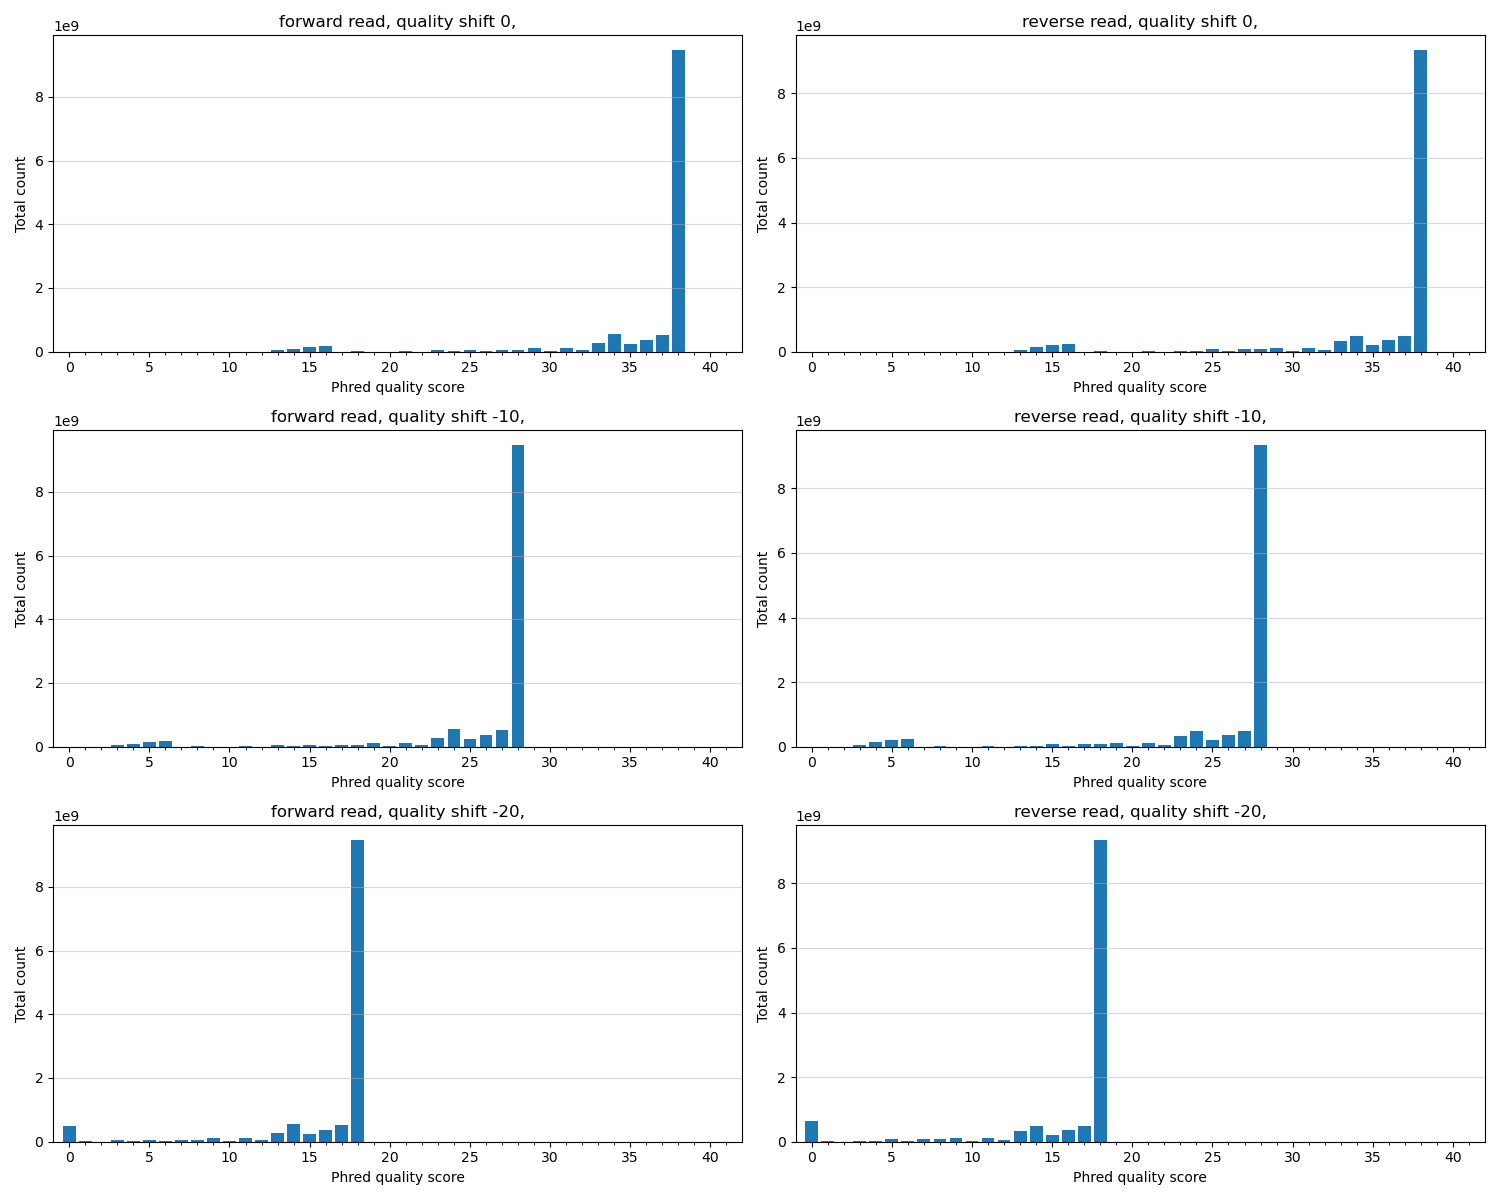 forward read, quality shift 0,
1e9
Total count
8
6
4
2
0
0 5 10 15 20 25 30 35 40
Phred quality score
reverse read, quality shift 0,
1e9
Total count
8
6
4
2
0
0 5 10 15 20 25 30 35 40
Phred quality score
forward read, quality shift -10,
1e9
Total count
8
6
4
2
0
0 5 10 15 20 25 30 35 40
Phred quality score
reverse read, quality shift -10,
1e9
Total count
8
6
4
2
0
0 5 10 15 20 25 30 35 40
Phred quality score
forward read, quality shift -20,
1e9
Total count
8
6
4
2
0
0 5 10 15 20 25 30 35 40
Phred quality score
reverse read, quality shift -20,
1e9
Total count
8
6
4
2
0
0 5 10 15 20 25 30 35 40
Phred quality score